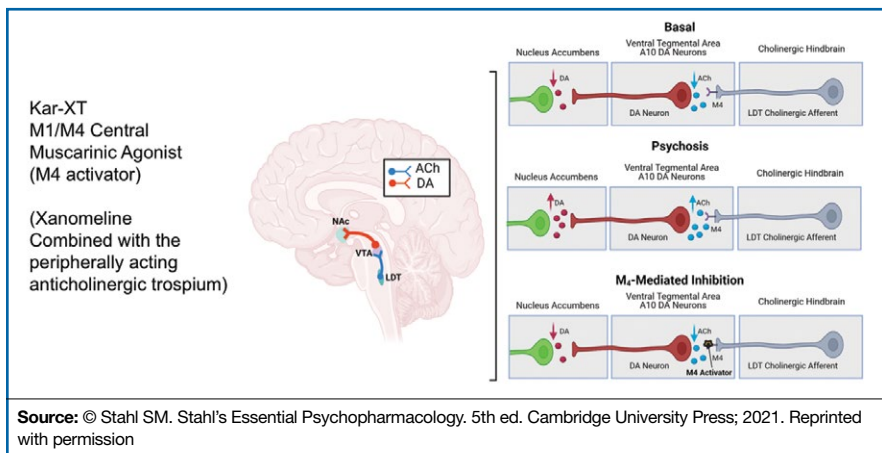 Kar-XT
M1/M4 Central
Muscarinic Agonist
(M4 activator)
(Xanomeline
Combined with the
peripherally acting
anticholinergic trospium)
ACh
DA
NAc
VTA
LDT
Basal
Nucleus Accumbens
Ventral Tegmental Area
A10 DA Neurons
Cholinergic Hindbrain
DA
ACh
M4
DA Neuron
LDT Cholinergic Afferent
Psychosis
Nucleus Accumbens
Ventral Tegmental Area
A10 DA Neurons
Cholinergic Hindbrain
DA
ACh
M4
DA Neuron
LDT Cholinergic Afferent
M₄-Mediated Inhibition
Nucleus Accumbens
Ventral Tegmental Area
A10 DA Neurons
Cholinergic Hindbrain
DA
ACh
M4
DA Neuron
M4 Activator
LDT Cholinergic Afferent
Source: © Stahl SM. Stahl's Essential Psychopharmacology. 5th ed. Cambridge University Press; 2021. Reprinted
with permission